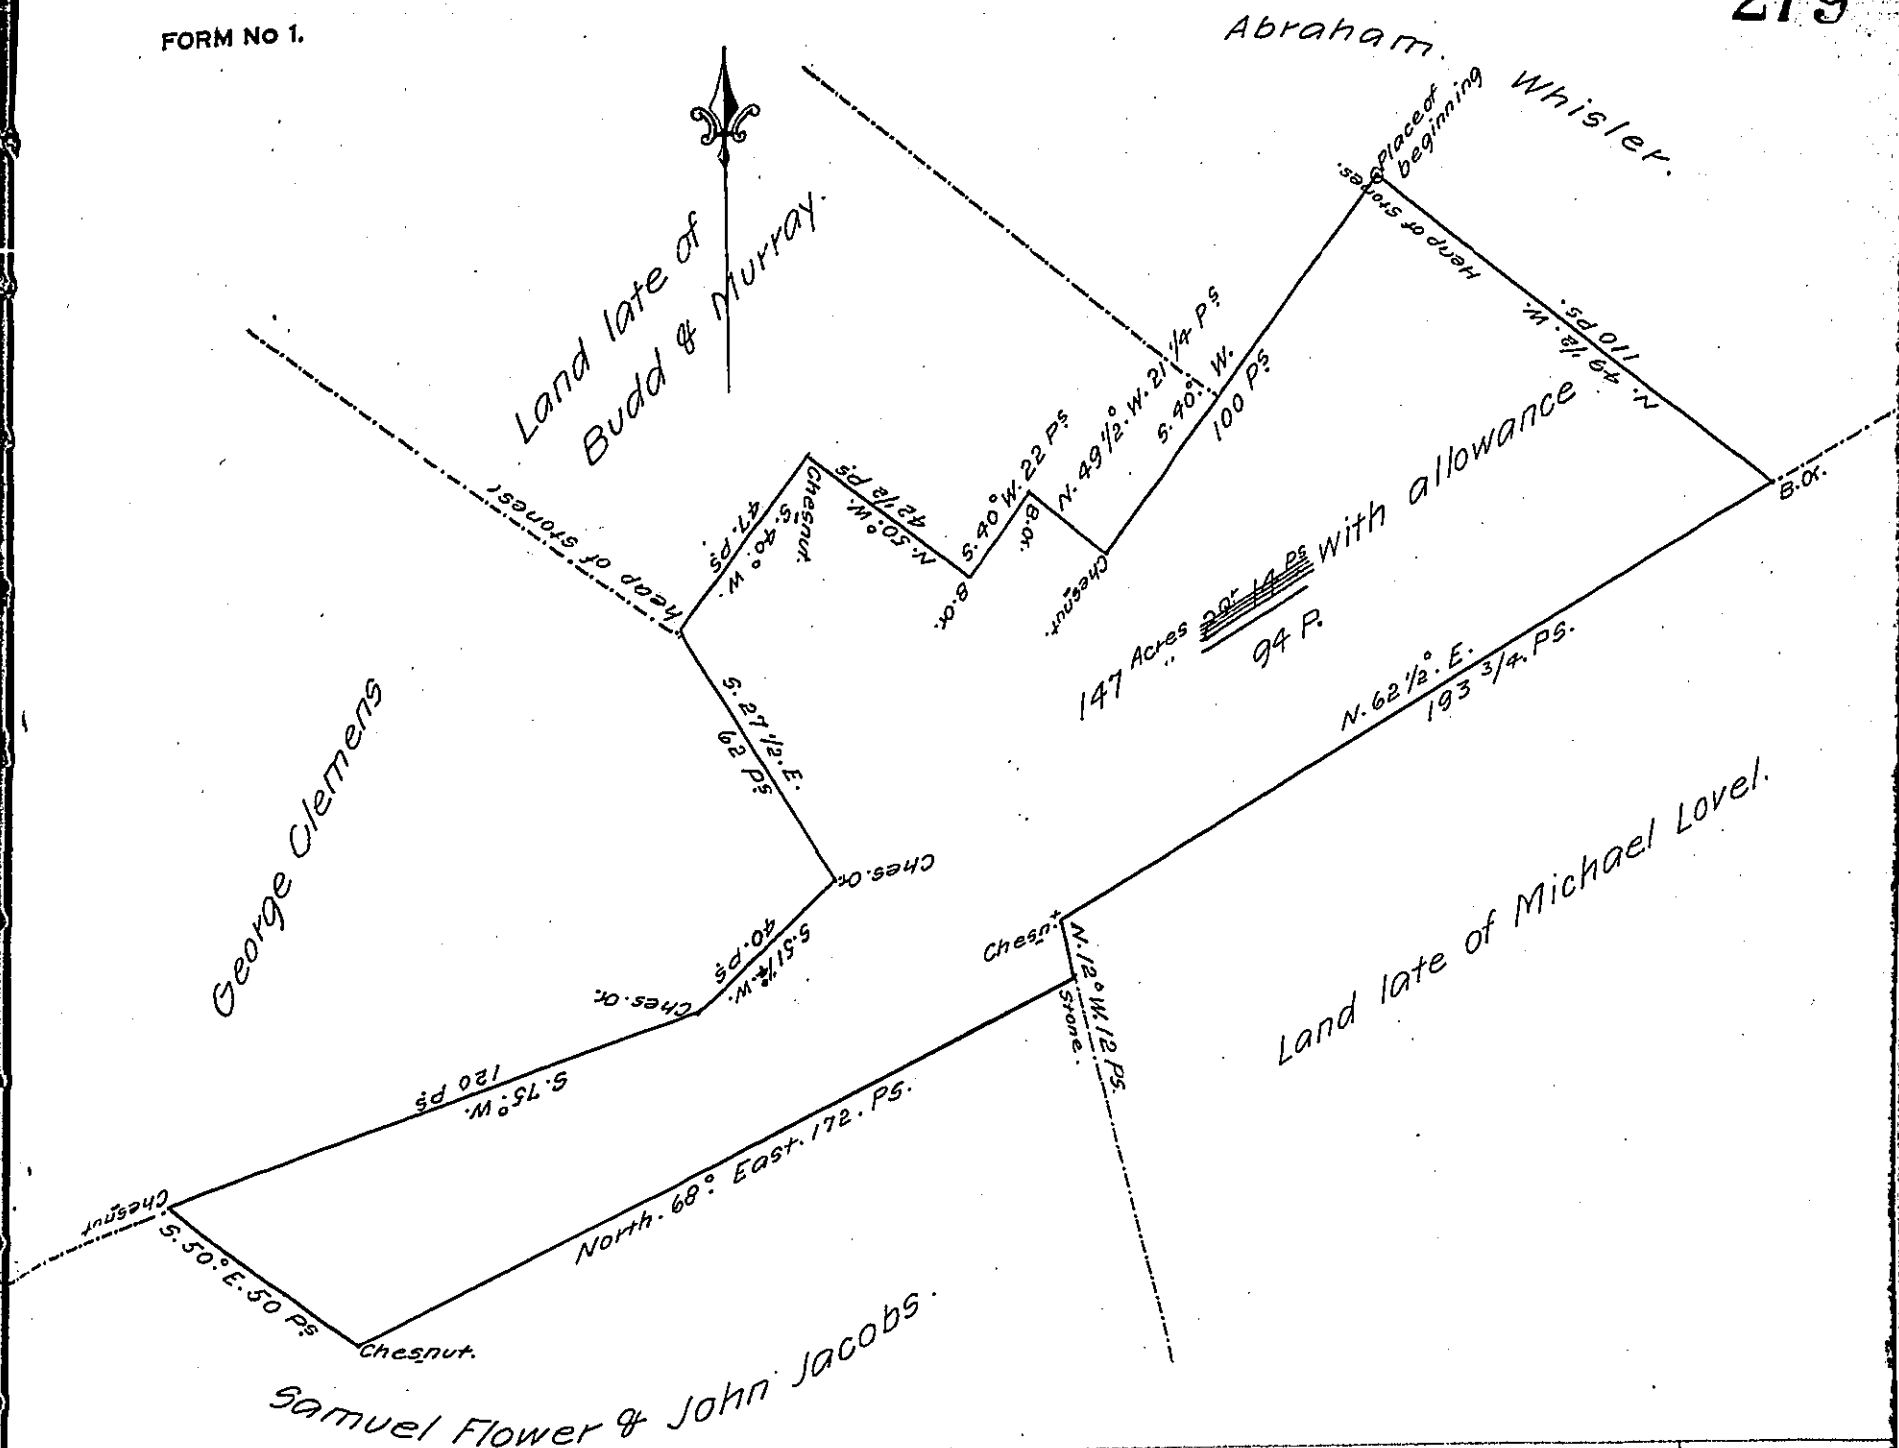 279
FORM No 1.
Abraham. Whisler.
Place of
beginning
Heap of Stones.
Land late of
Budd & Murray.
N. 49 1/2. W.
110 Ps.
B.O.
S. 40° W.
100 Ps
N. 49 1/2.° W. 21 1/4 Ps
S. 40° W. 22 Ps
Chesnut.
B.O.
B.O.
N. 50° W.
42 1/2 Ps
Chesnut.
S. 40.° W.
47. Ps
heap of stones
147 Acres 20r 14 Ps with allowance
94 P.
S. 27 1/2. E.
62 Ps
N. 62 1/2.° E.
193 3/4. Ps.
George Clemens
Ches. O.
S. 51 1/4° W.
40. Ps
Ches. O.
Chesn:t
N. 12° W. 12 Ps.
Stone.
Land late of Michael Lovel.
S. 75° W.
120 Ps
North. 68° East. 172. Ps.
Chesnut
S. 50° E. 50 Ps
Chesnut.
Samuel Flower & John Jacobs.